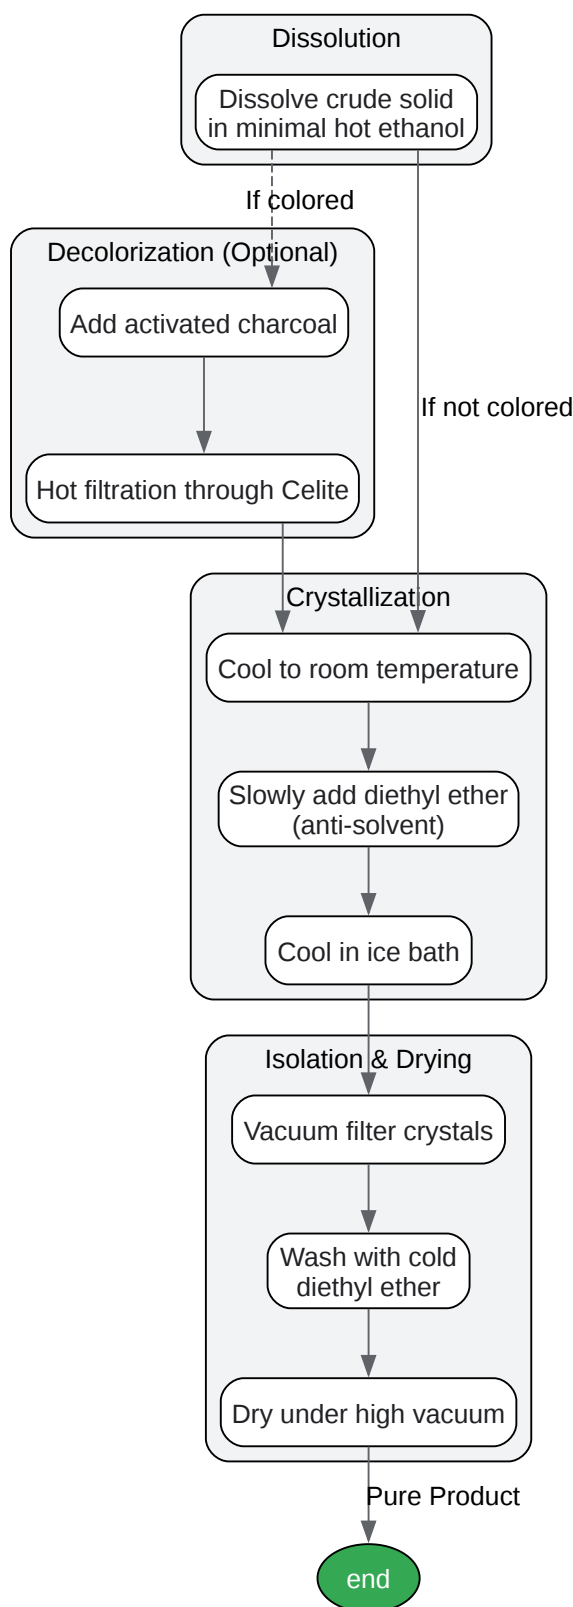 Dissolution
Dissolve crude solid
in minimal hot ethanol
If colored
Decolorization (Optional)
Add activated charcoal
If not colored
Hot filtration through Celite
Crystallization
Cool to room temperature
Slowly add diethyl ether
(anti-solvent)
Cool in ice bath
Isolation & Drying
Vacuum filter crystals
Wash with cold
diethyl ether
Dry under high vacuum
Pure Product
end